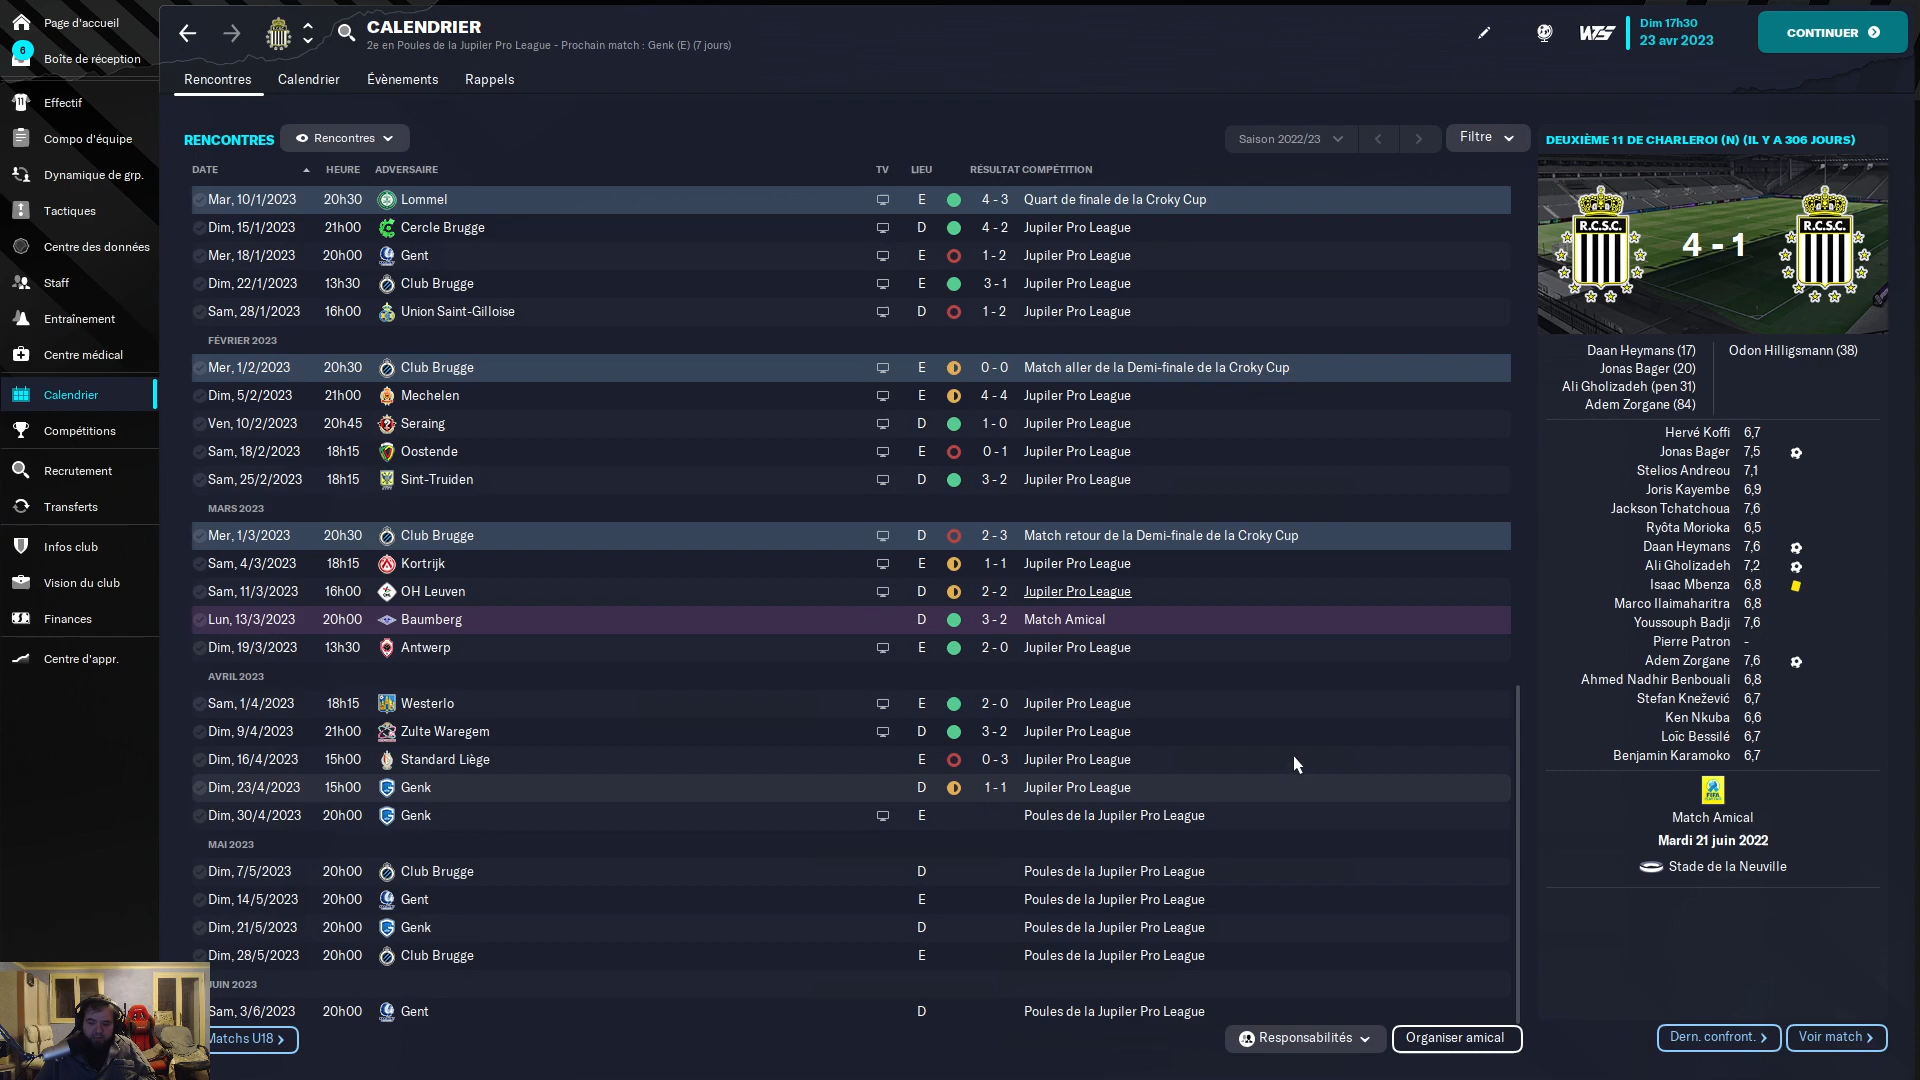 Page d'accueil
6
Boîte de réception
11
Effectif
Compo d'équipe
Dynamique de grp.
Tactiques
Centre des données
Staff
Entraînement
Centre médical
Calendrier
Compétitions
Recrutement
Transferts
Infos club
Vision du club
Finances
Centre d'appr.
CALENDRIER
2e en Poules de la Jupiler Pro League - Prochain match : Genk (E) (7 jours)
Dim 17h30
23 avr 2023
CONTINUER
Rencontres
Calendrier
Évènements
Rappels
RENCONTRES
Rencontres
Saison 2022/23
Filtre
DATE HEURE ADVERSAIRE TV LIEU RÉSULTAT COMPÉTITION
Mar, 10/1/2023 20h30 Lommel E 4 - 3 Quart de finale de la Croky Cup
Dim, 15/1/2023 21h00 Cercle Brugge D 4 - 2 Jupiler Pro League
Mer, 18/1/2023 20h00 Gent E 1 - 2 Jupiler Pro League
Dim, 22/1/2023 13h30 Club Brugge E 3 - 1 Jupiler Pro League
Sam, 28/1/2023 16h00 Union Saint-Gilloise D 1 - 2 Jupiler Pro League
FÉVRIER 2023
Mer, 1/2/2023 20h30 Club Brugge E 0 - 0 Match aller de la Demi-finale de la Croky Cup
Dim, 5/2/2023 21h00 Mechelen E 4 - 4 Jupiler Pro League
Ven, 10/2/2023 20h45 Seraing D 1 - 0 Jupiler Pro League
Sam, 18/2/2023 18h15 Oostende E 0 - 1 Jupiler Pro League
Sam, 25/2/2023 18h15 Sint-Truiden D 3 - 2 Jupiler Pro League
MARS 2023
Mer, 1/3/2023 20h30 Club Brugge D 2 - 3 Match retour de la Demi-finale de la Croky Cup
Sam, 4/3/2023 18h15 Kortrijk E 1 - 1 Jupiler Pro League
Sam, 11/3/2023 16h00 OH Leuven D 2 - 2 Jupiler Pro League
Lun, 13/3/2023 20h00 Baumberg D 3 - 2 Match Amical
Dim, 19/3/2023 13h30 Antwerp E 2 - 0 Jupiler Pro League
AVRIL 2023
Sam, 1/4/2023 18h15 Westerlo E 2 - 0 Jupiler Pro League
Dim, 9/4/2023 21h00 Zulte Waregem D 3 - 2 Jupiler Pro League
Dim, 16/4/2023 15h00 Standard Liège E 0 - 3 Jupiler Pro League
Dim, 23/4/2023 15h00 Genk D 1 - 1 Jupiler Pro League
Dim, 30/4/2023 20h00 Genk E Poules de la Jupiler Pro League
MAI 2023
Dim, 7/5/2023 20h00 Club Brugge D Poules de la Jupiler Pro League
Dim, 14/5/2023 20h00 Gent E Poules de la Jupiler Pro League
Dim, 21/5/2023 20h00 Genk D Poules de la Jupiler Pro League
Dim, 28/5/2023 20h00 Club Brugge E Poules de la Jupiler Pro League
JUIN 2023
Sam, 3/6/2023 20h00 Gent D Poules de la Jupiler Pro League
Matchs U18
Responsabilités
Organiser amical
DEUXIÈME 11 DE CHARLEROI (N) (IL Y A 306 JOURS)
R.C.S.C. 4 - 1 R.C.S.C.
Daan Heymans (17) Odon Hilligsmann (38)
Jonas Bager (20)
Ali Gholizadeh (pen 31)
Adem Zorgane (84)
Hervé Koffi 6,7
Jonas Bager 7,5
Stelios Andreou 7,1
Joris Kayembe 6,9
Jackson Tchatchoua 7,6
Ryôta Morioka 6,5
Daan Heymans 7,6
Ali Gholizadeh 7,2
Isaac Mbenza 6,8
Marco Ilaimaharitra 6,8
Youssouph Badji 7,6
Pierre Patron -
Adem Zorgane 7,6
Ahmed Nadhir Benbouali 6,8
Stefan Knežević 6,7
Ken Nkuba 6,6
Loïc Bessilé 6,7
Benjamin Karamoko 6,7
FIFA
Match Amical
Mardi 21 juin 2022
Stade de la Neuville
Dern. confront.
Voir match